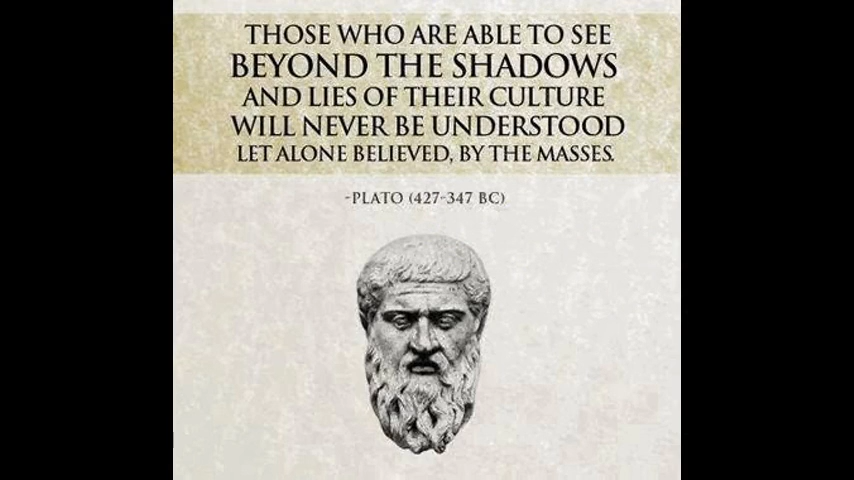 THOSE WHO ARE ABLE TO SEE
BEYOND THE SHADOWS
AND LIES OF THEIR CULTURE
WILL NEVER BE UNDERSTOOD
LET ALONE BELIEVED, BY THE MASSES.
-PLATO (427-347 BC)